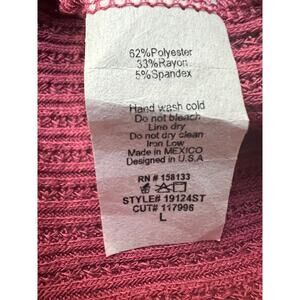 62%Polyester
33%Rayon
5%Spandex
Hand wash cold
Do not bleach
Line dry
Do not dry clean
Iron Low
Made in MEXICO
Designed in U.S.A
RN # 158133
STYLE# 19124ST
CUT# 117996
L